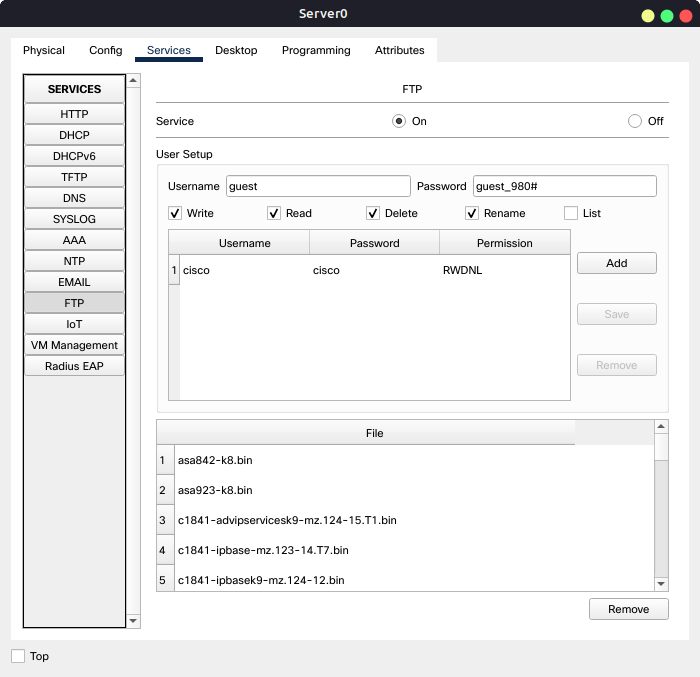 Server0
Physical Config Services Desktop Programming Attributes
SERVICES
HTTP
DHCP
DHCPv6
TFTP
DNS
SYSLOG
AAA
NTP
EMAIL
FTP
IoT
VM Management
Radius EAP
FTP
Service On Off
User Setup
Username guest Password guest_980#
Write Read Delete Rename List
Username Password Permission
1 cisco cisco RWDNL
Add
Save
Remove
File
1 asa842-k8.bin
2 asa923-k8.bin
3 c1841-advipservicesk9-mz.124-15.T1.bin
4 c1841-ipbase-mz.123-14.T7.bin
5 c1841-ipbasek9-mz.124-12.bin
Remove
Top